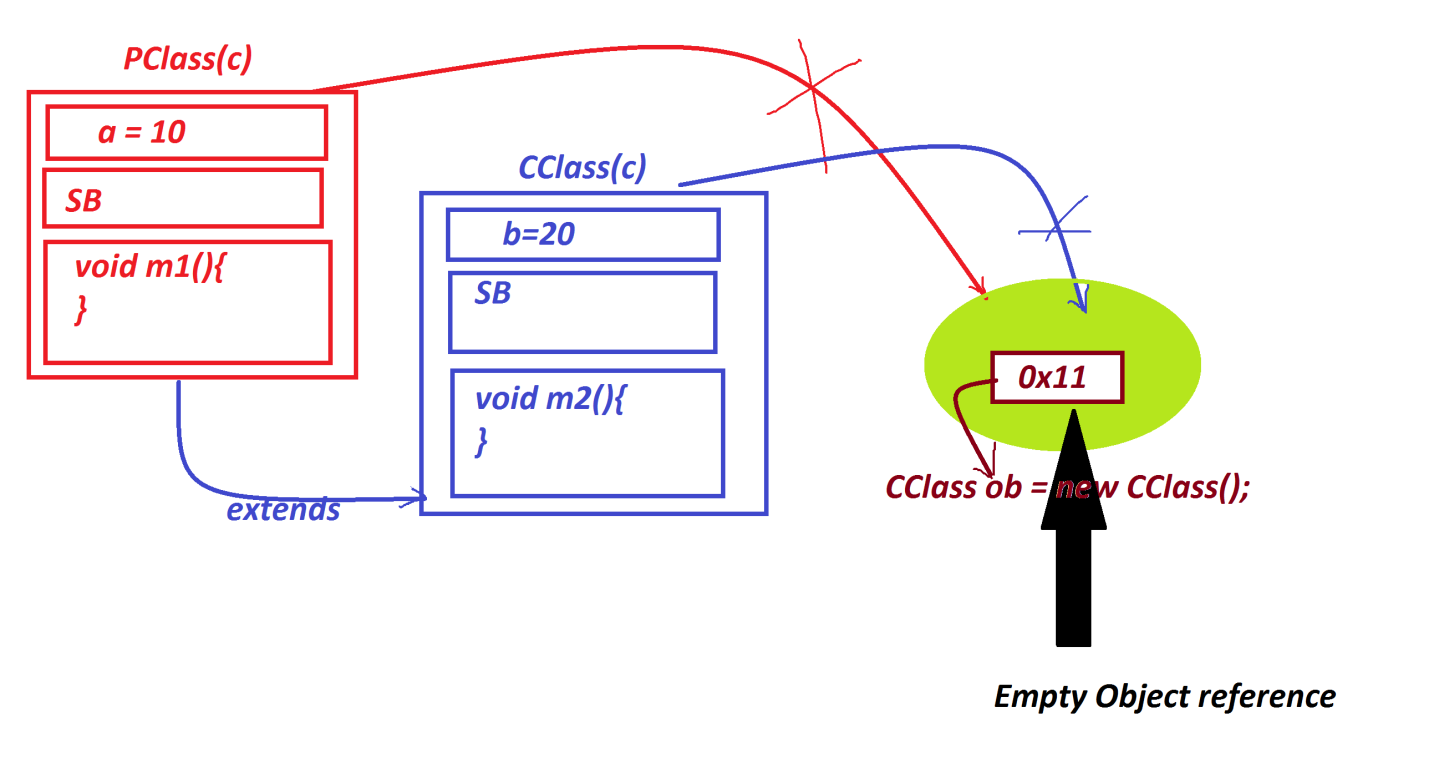 PClass(c)
a = 10
SB
void m1(){
}
extends
CClass(c)
b=20
SB
void m2(){
}
0x11
CClass ob = new CClass();
Empty Object reference